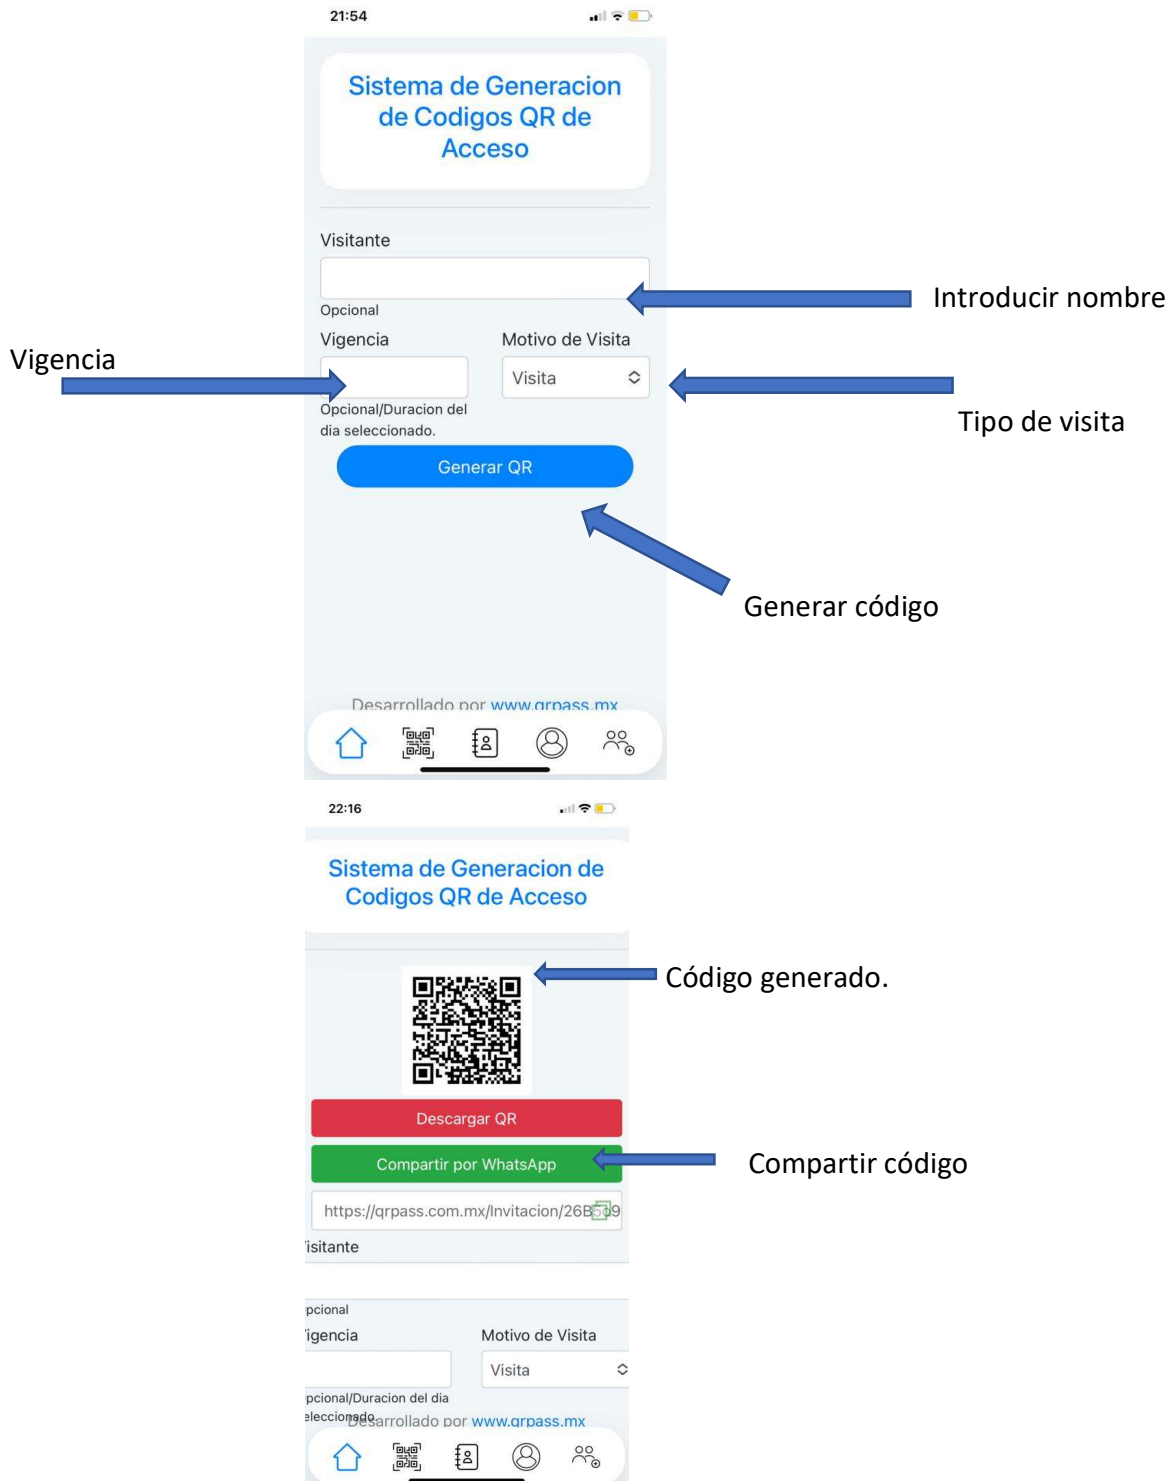 21:54
Sistema de Generacion
de Codigos QR de
Acceso
Visitante
Introducir nombre
Opcional
Vigencia
Motivo de Visita
Vigencia
Visita
Opcional/Duracion del
dia seleccionado.
Tipo de visita
Generar QR
Generar código
Desarrollado por www.qrpass.mx
22:16
Sistema de Generacion de
Codigos QR de Acceso
Código generado.
Descargar QR
Compartir por WhatsApp
Compartir código
https://qrpass.com.mx/Invitacion/26B
isitante
pcional
igencia
Motivo de Visita
Visita
pcional/Duracion del dia
eleccionado.
Desarrollado por www.qrpass.mx